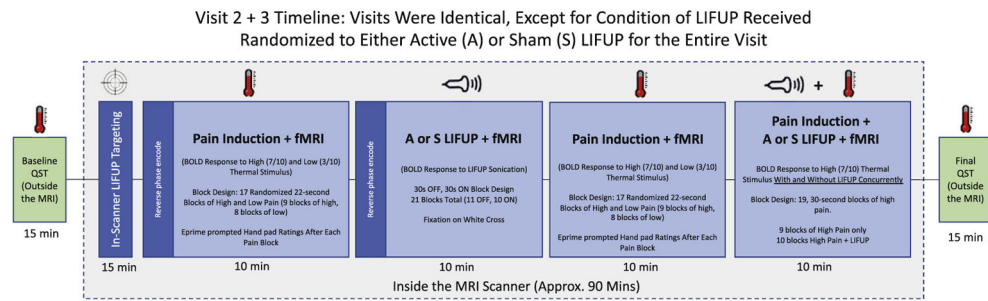 Visit 2 + 3 Timeline: Visits Were Identical, Except for Condition of LIFUP Received
Randomized to Either Active (A) or Sham (S) LIFUP for the Entire Visit
Baseline
QST
(Outside
the MRI)
15 min
In-Scanner LIFUP Targeting
15 min
Reverse phase encode
Pain Induction + fMRI
(BOLD Response to High (7/10) and Low (3/10)
Thermal Stimulus)
Block Design: 17 Randomized 22-second
Blocks of High and Low Pain (9 blocks of high,
8 blocks of low)
Eprime prompted Hand pad Ratings After Each
Pain Block
10 min
Reverse phase encode
A or S LIFUP + fMRI
(BOLD Response to LIFUP Sonication)
30s OFF, 30s ON Block Design
21 Blocks Total (11 OFF, 10 ON)
Fixation on White Cross
10 min
Pain Induction + fMRI
(BOLD Response to High (7/10) and Low (3/10)
Thermal Stimulus)
Block Design: 17 Randomized 22-second
Blocks of High and Low Pain (9 blocks of high,
8 blocks of low)
Eprime prompted Hand pad Ratings After Each
Pain Block
10 min
+
Pain Induction +
A or S LIFUP + fMRI
BOLD Response to High (7/10) Thermal
Stimulus With and Without LIFUP Concurrently
Block Design: 19, 30-second blocks of high
pain.
9 blocks of High Pain only
10 blocks High Pain + LIFUP
10 min
Final
QST
(Outside
the MRI)
15 min
Inside the MRI Scanner (Approx. 90 Mins)